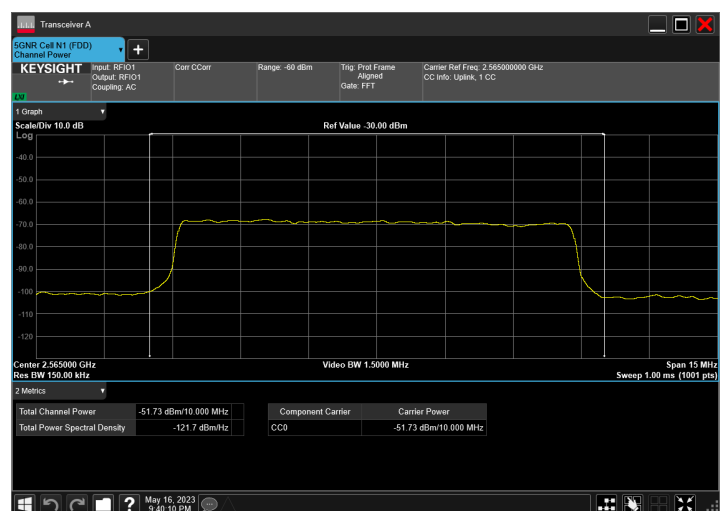 Transceiver A
5GNR Cell N1 (FDD)
Channel Power
KEYSIGHT
LNI
Input: RFIO1
Output: RFIO1
Coupling: AC
Corr CCorr
Range: -60 dBm
Trig: Prot Frame
Aligned
Gate: FFT
Carrier Ref Freq: 2.565000000 GHz
CC Info: Uplink, 1 CC
1 Graph
Scale/Div 10.0 dB
Ref Value -30.00 dBm
Log
-40.0
-50.0
-60.0
-70.0
-80.0
-90.0
-100
-110
-120
Center 2.565000 GHz
Video BW 1.5000 MHz
Span 15 MHz
Res BW 150.00 kHz
Sweep 1.00 ms (1001 pts)
2 Metrics
Total Channel Power -51.73 dBm/10.000 MHz
Total Power Spectral Density -121.7 dBm/Hz
Component Carrier Carrier Power
CC0 -51.73 dBm/10.000 MHz
May 16, 2023
9:40:10 PM